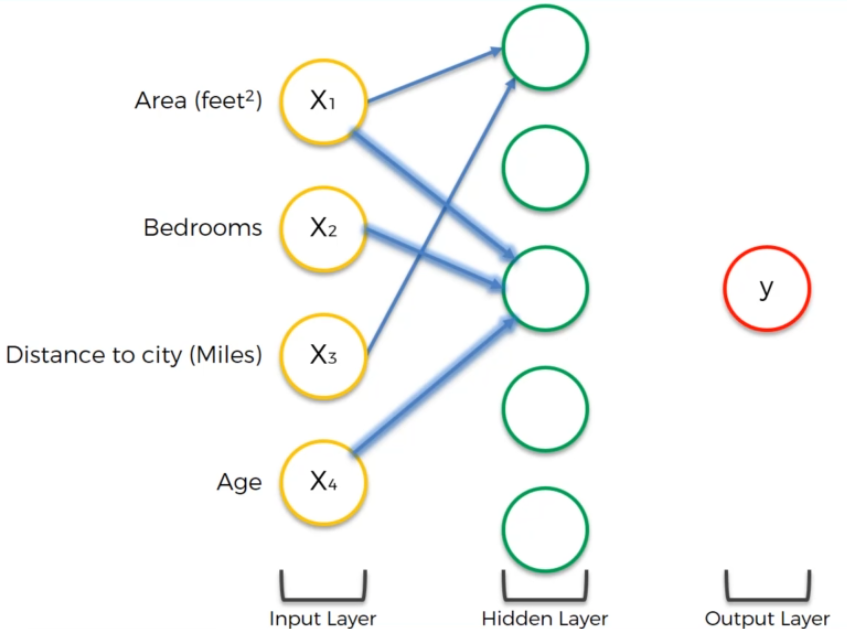 Area (feet²) X₁
Bedrooms X₂
Distance to city (Miles) X₃
Age X₄
y
Input Layer Hidden Layer Output Layer